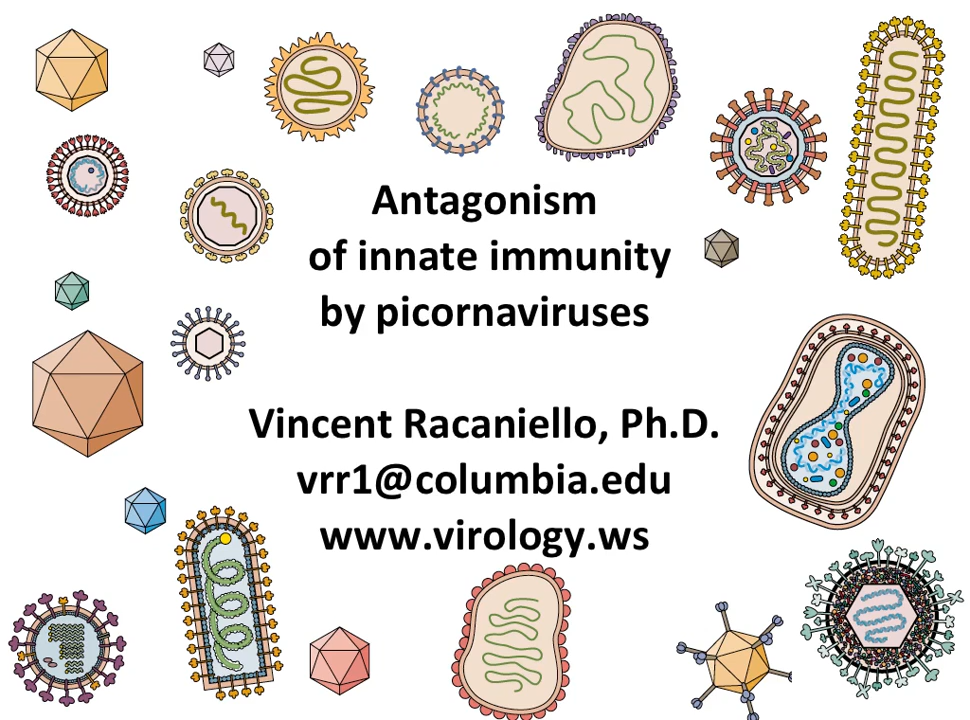 Antagonism
of innate immunity
by picornaviruses
Vincent Racaniello, Ph.D.
vrr1@columbia.edu
www.virology.ws